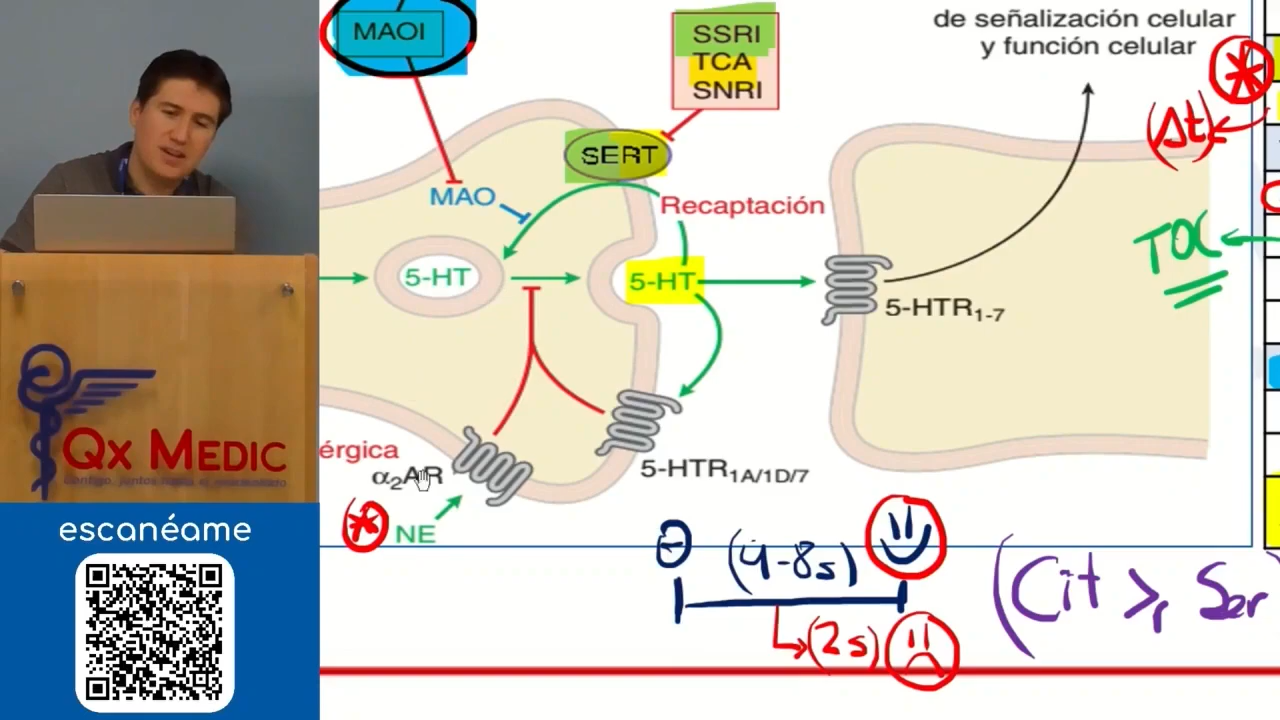 MAOI
SSRI
TCA
SNRI
de señalización celular
y función celular
(Δt)
SERT
MAO
Recaptación
TOC
5-HT
5-HT
5-HTR1-7
érgica
α2AR
5-HTR1A/1D/7
NE
(4-8s)
(2s)
(Cit > Ser
Qx MEDIC
Contigo, juntos hasta el
escanéame